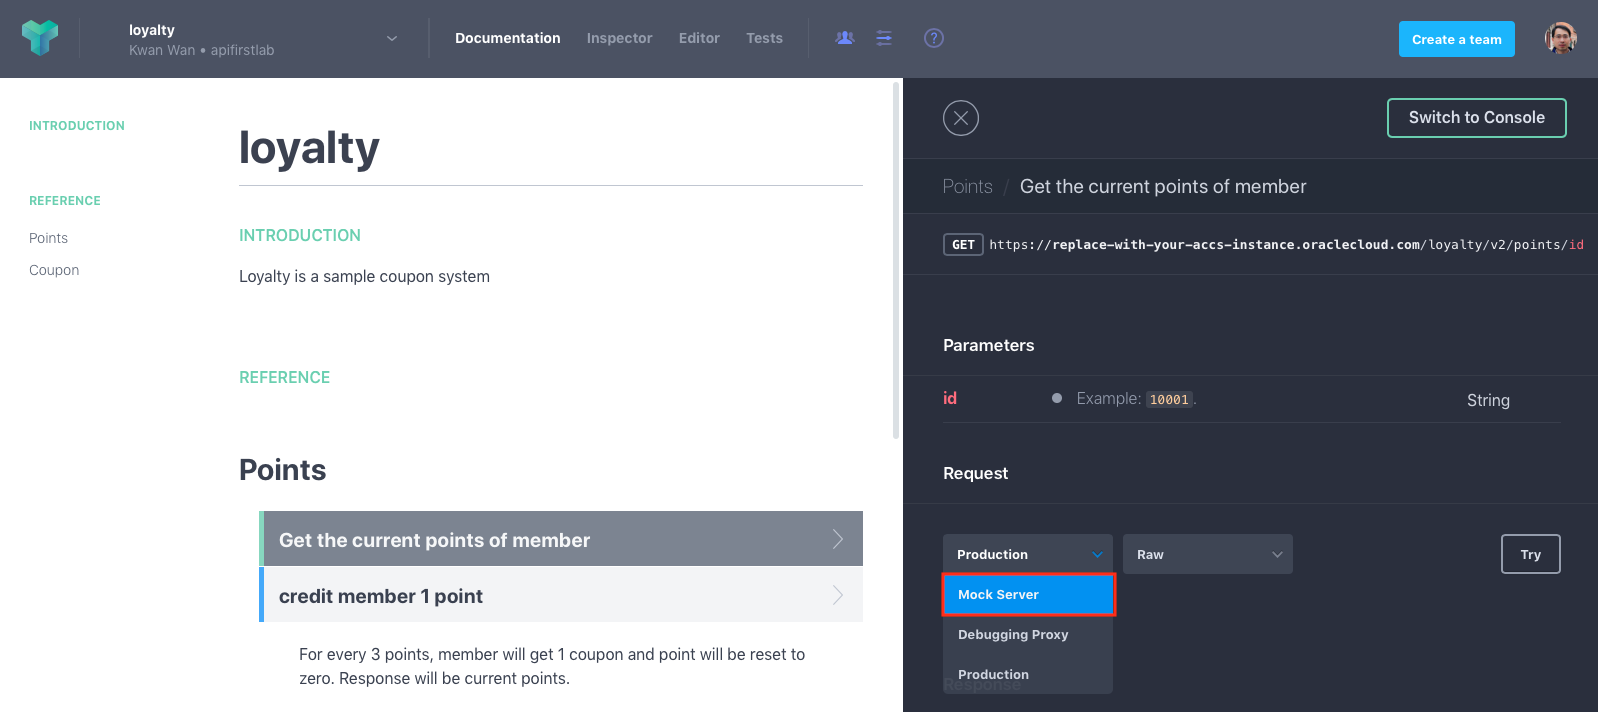 loyalty
Kwan Wan • apifirstlab
Documentation
Inspector
Editor
Tests
?
Create a team
INTRODUCTION
REFERENCE
Points
Coupon
loyalty
INTRODUCTION
Loyalty is a sample coupon system
REFERENCE
Points
Get the current points of member
credit member 1 point
For every 3 points, member will get 1 coupon and point will be reset to
zero. Response will be current points.
Switch to Console
Points / Get the current points of member
GET https://replace-with-your-accs-instance.oraclecloud.com/loyalty/v2/points/id
Parameters
id Example: 10001. String
Request
Production Raw Try
Mock Server
Debugging Proxy
Production
Response